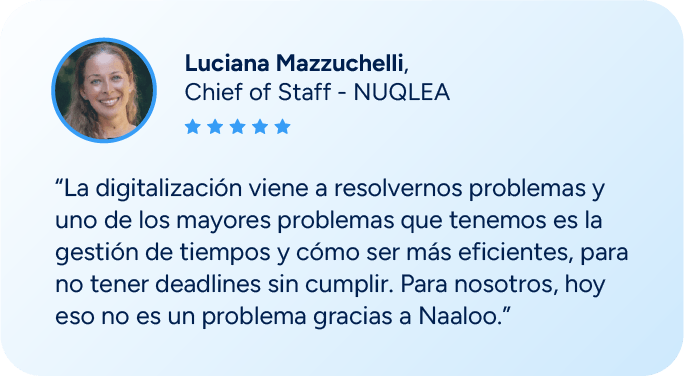 Luciana Mazzuchelli,
Chief of Staff - NUQLEA
“La digitalización viene a resolvernos problemas y
uno de los mayores problemas que tenemos es la
gestión de tiempos y cómo ser más eficientes, para
no tener deadlines sin cumplir. Para nosotros, hoy
eso no es un problema gracias a Naaloo.”